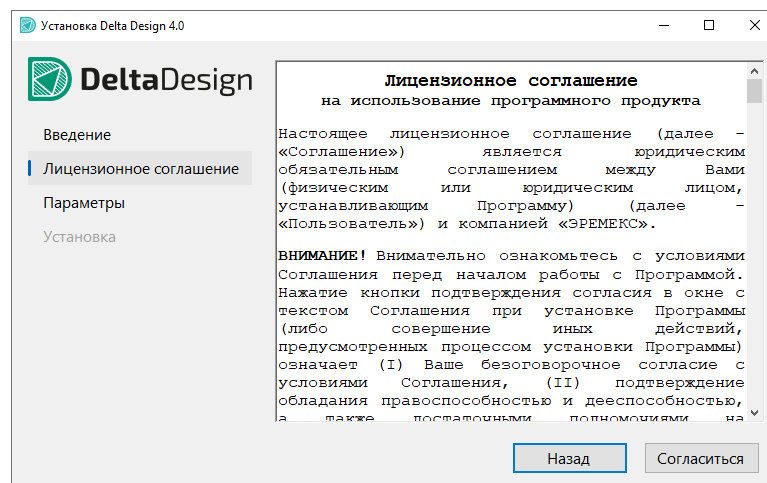 Установка Delta Design 4.0
DeltaDesign
Введение
Лицензионное соглашение
Параметры
Установка
Лицензионное соглашение
на использование программного продукта
Настоящее лицензионное соглашение (далее –
«Соглашение») является юридическим
обязательным соглашением между Вами
(физическим или юридическим лицом,
устанавливающим Программу) (далее –
«Пользователь») и компанией «ЭРЕМЕКС».
ВНИМАНИЕ! Внимательно ознакомьтесь с условиями
Соглашения перед началом работы с Программой.
Нажатие кнопки подтверждения согласия в окне с
текстом Соглашения при установке Программы
(либо совершение иных действий,
предусмотренных процессом установки Программы)
означает (I) Ваше безоговорочное согласие с
условиями Соглашения, (II) подтверждение
обладания правоспособностью и дееспособностью,
а также достаточными полномочиями на
Назад
Согласиться